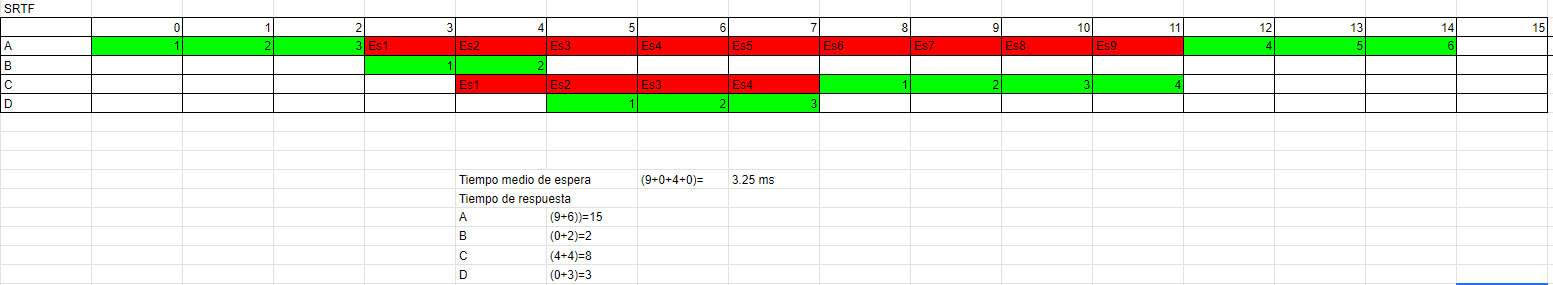 SRTF
0 1 2 3 4 5 6 7 8 9 10 11 12 13 14 15
A 1 2 3 Es1 Es2 Es3 Es4 Es5 Es6 Es7 Es8 Es9 4 5 6
B 1 2
C Es1 Es2 Es3 Es4 1 2 3 4
D 1 2 3
Tiempo medio de espera (9+0+4+0)= 3.25 ms
Tiempo de respuesta
A (9+6))=15
B (0+2)=2
C (4+4)=8
D (0+3)=3